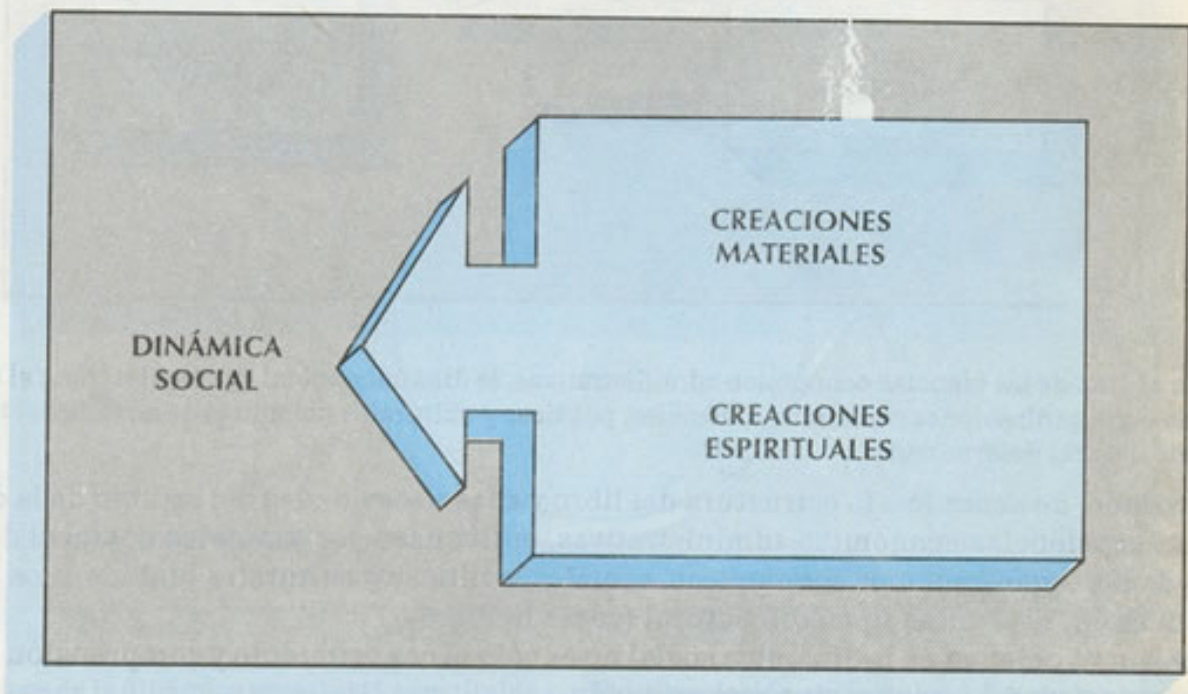 DINÁMICA
SOCIAL
CREACIONES
MATERIALES
CREACIONES
ESPIRITUALES